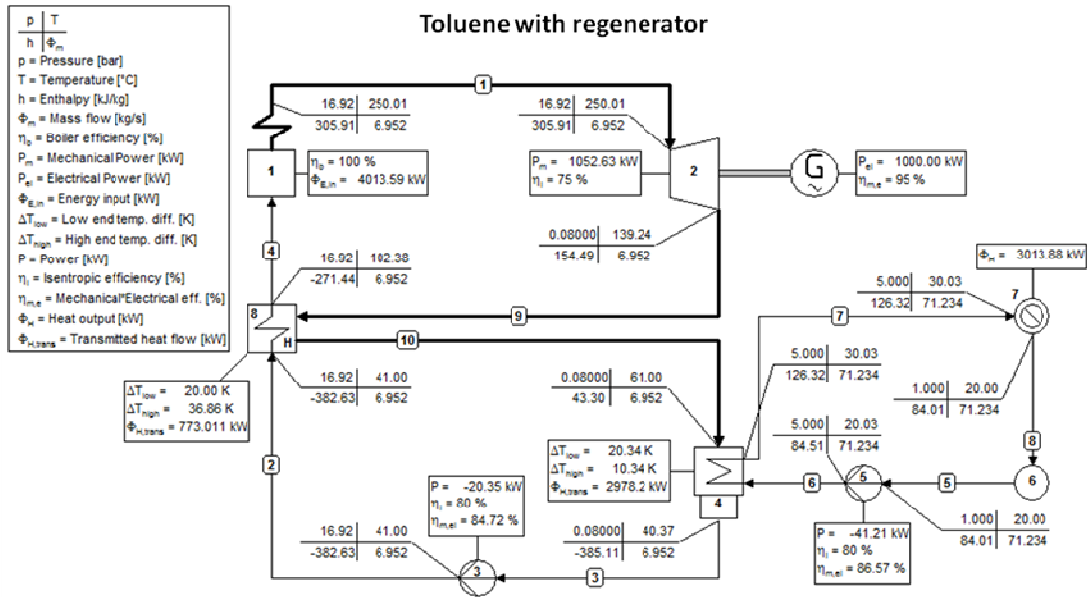 Toluene with regenerator
p T
h Φm
p = Pressure [bar]
T = Temperature [°C]
h = Enthalpy [kJ/kg]
Φm = Mass flow [kg/s]
ηb = Boiler efficiency [%]
Pm = Mechanical Power [kW]
Pel = Electrical Power [kW]
ΦE,in = Energy input [kW]
ΔTlow = Low end temp. diff. [K]
ΔThigh = High end temp. diff. [K]
P = Power [kW]
ηi = Isentropic efficiency [%]
ηm,e = Mechanical*Electrical eff. [%]
ΦH = Heat output [kW]
ΦH,trans = Transmitted heat flow [kW]
1
16.92 250.01
305.91 6.952
16.92 250.01
305.91 6.952
1
ηb = 100 %
ΦE,in = 4013.59 kW
Pm = 1052.63 kW
ηi = 75 %
2
G
~
Pel = 1000.00 kW
ηm,e = 95 %
4
0.08000 139.24
154.49 6.952
16.92 102.38
-271.44 6.952
ΦH = 3013.88 kW
5.000 30.03
126.32 71.234
7
8
H
9
7
10
5.000 30.03
126.32 71.234
16.92 41.00
-382.63 6.952
0.08000 61.00
43.30 6.952
1.000 20.00
84.01 71.234
ΔTlow = 20.00 K
ΔThigh = 36.86 K
ΦH,trans = 773.011 kW
5.000 20.03
84.51 71.234
8
2
ΔTlow = 20.34 K
ΔThigh = 10.34 K
ΦH,trans = 2978.2 kW
4
6
5
5
6
P = -20.35 kW
ηi = 80 %
ηm,el = 84.72 %
16.92 41.00
-382.63 6.952
0.08000 40.37
-385.11 6.952
1.000 20.00
84.01 71.234
P = -41.21 kW
ηi = 80 %
ηm,el = 86.57 %
3
3